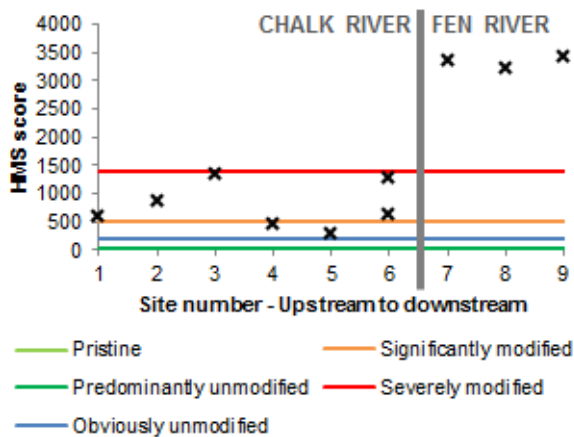 CHALK RIVER FEN RIVER
4000
3500
3000
2500
2000
1500
1000
500
0
HMS score
1 2 3 4 5 6 7 8 9
Site number - Upstream to downstream
Pristine Significantly modified
Predominantly unmodified Severely modified
Obviously unmodified